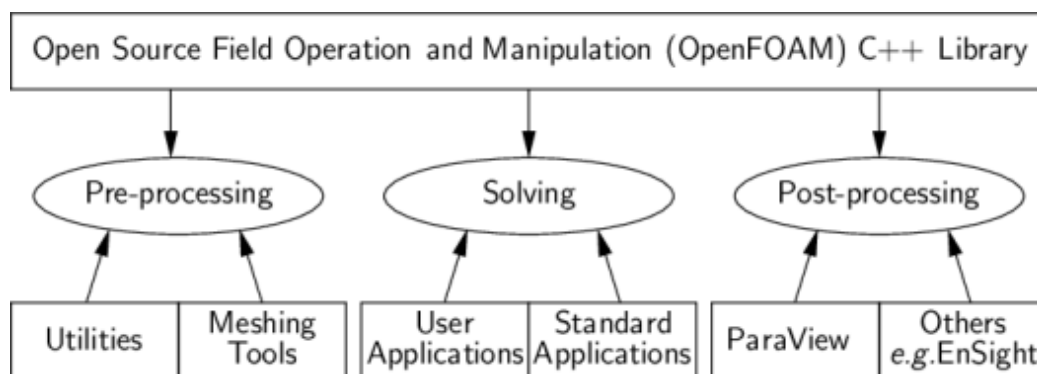 Open Source Field Operation and Manipulation (OpenFOAM) C++ Library
Pre-processing
Solving
Post-processing
Utilities
Meshing
Tools
User
Applications
Standard
Applications
ParaView
Others
e.g.EnSight